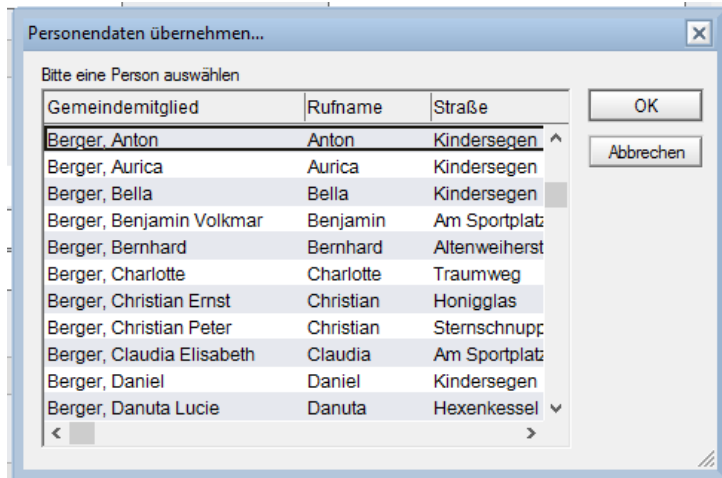 Personendaten übernehmen...
Bitte eine Person auswählen
Gemeindemitglied Rufname Straße
Berger, Anton Anton Kindersegen
Berger, Aurica Aurica Kindersegen
Berger, Bella Bella Kindersegen
Berger, Benjamin Volkmar Benjamin Am Sportplatz
Berger, Bernhard Bernhard Altenweiherst
Berger, Charlotte Charlotte Traumweg
Berger, Christian Ernst Christian Honigglas
Berger, Christian Peter Christian Sternschnupp
Berger, Claudia Elisabeth Claudia Am Sportplatz
Berger, Daniel Daniel Kindersegen
Berger, Danuta Lucie Danuta Hexenkessel
OK
Abbrechen